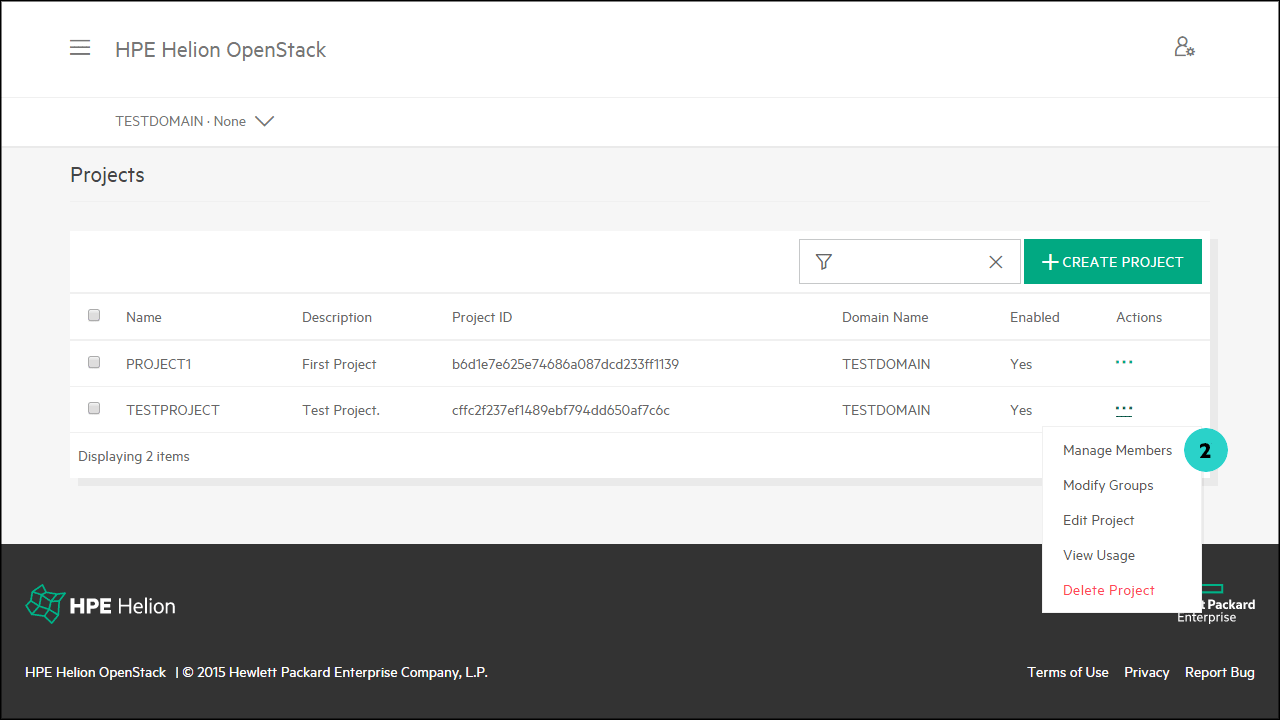 HPE Helion OpenStack
TESTDOMAIN · None
Projects
CREATE PROJECT
Name Description Project ID Domain Name Enabled Actions
PROJECT1 First Project b6d1e7e625e74686a087dcd233ff1139 TESTDOMAIN Yes
TESTPROJECT Test Project. cffc2f237ef1489ebf794dd650af7c6c TESTDOMAIN Yes
Displaying 2 items
Manage Members 2
Modify Groups
Edit Project
View Usage
Delete Project
HPE Helion
Packard
Enterprise
HPE Helion OpenStack | © 2015 Hewlett Packard Enterprise Company, L.P.
Terms of Use Privacy Report Bug